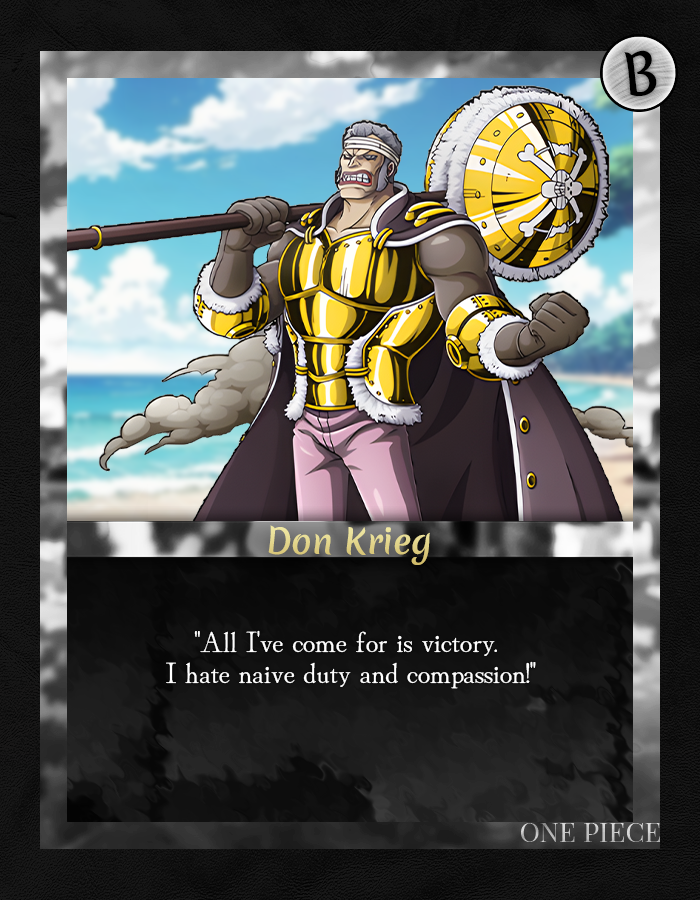 B
Don Krieg
"All I've come for is victory.
I hate naive duty and compassion!"
ONE PIECE